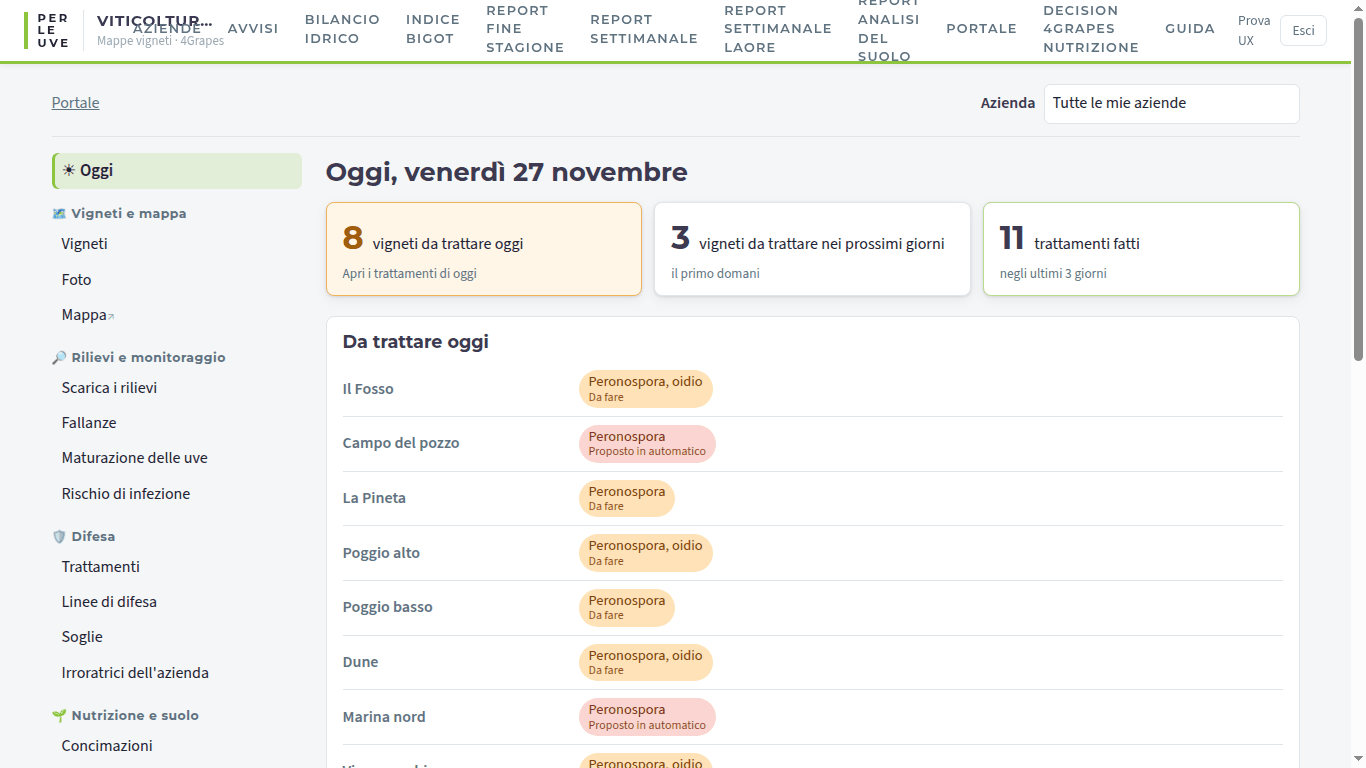 PER
LE
UVE
VITICOLTUR...
Mappe vigneti · 4Grapes
AZIENDE
AVVISI
BILANCIO
IDRICO
INDICE
BIGOT
REPORT
FINE
STAGIONE
REPORT
SETTIMANALE
REPORT
SETTIMANALE
LAORE
REPORT
ANALISI
DEL
SUOLO
PORTALE
DECISION
4GRAPES
NUTRIZIONE
GUIDA
Prova
UX
Esci
Portale
Azienda
Tutte le mie aziende
Oggi
Vigneti e mappa
Vigneti
Foto
Mappa
Rilievi e monitoraggio
Scarica i rilievi
Fallanze
Maturazione delle uve
Rischio di infezione
Difesa
Trattamenti
Linee di difesa
Soglie
Irroratrici dell'azienda
Nutrizione e suolo
Concimazioni
Oggi, venerdì 27 novembre
8 vigneti da trattare oggi
Apri i trattamenti di oggi
3 vigneti da trattare nei prossimi giorni
il primo domani
11 trattamenti fatti
negli ultimi 3 giorni
Da trattare oggi
Il Fosso
Peronospora, oidio
Da fare
Campo del pozzo
Peronospora
Proposto in automatico
La Pineta
Peronospora
Da fare
Poggio alto
Peronospora, oidio
Da fare
Poggio basso
Peronospora
Da fare
Dune
Peronospora, oidio
Da fare
Marina nord
Peronospora
Proposto in automatico
Peronospora, oidio